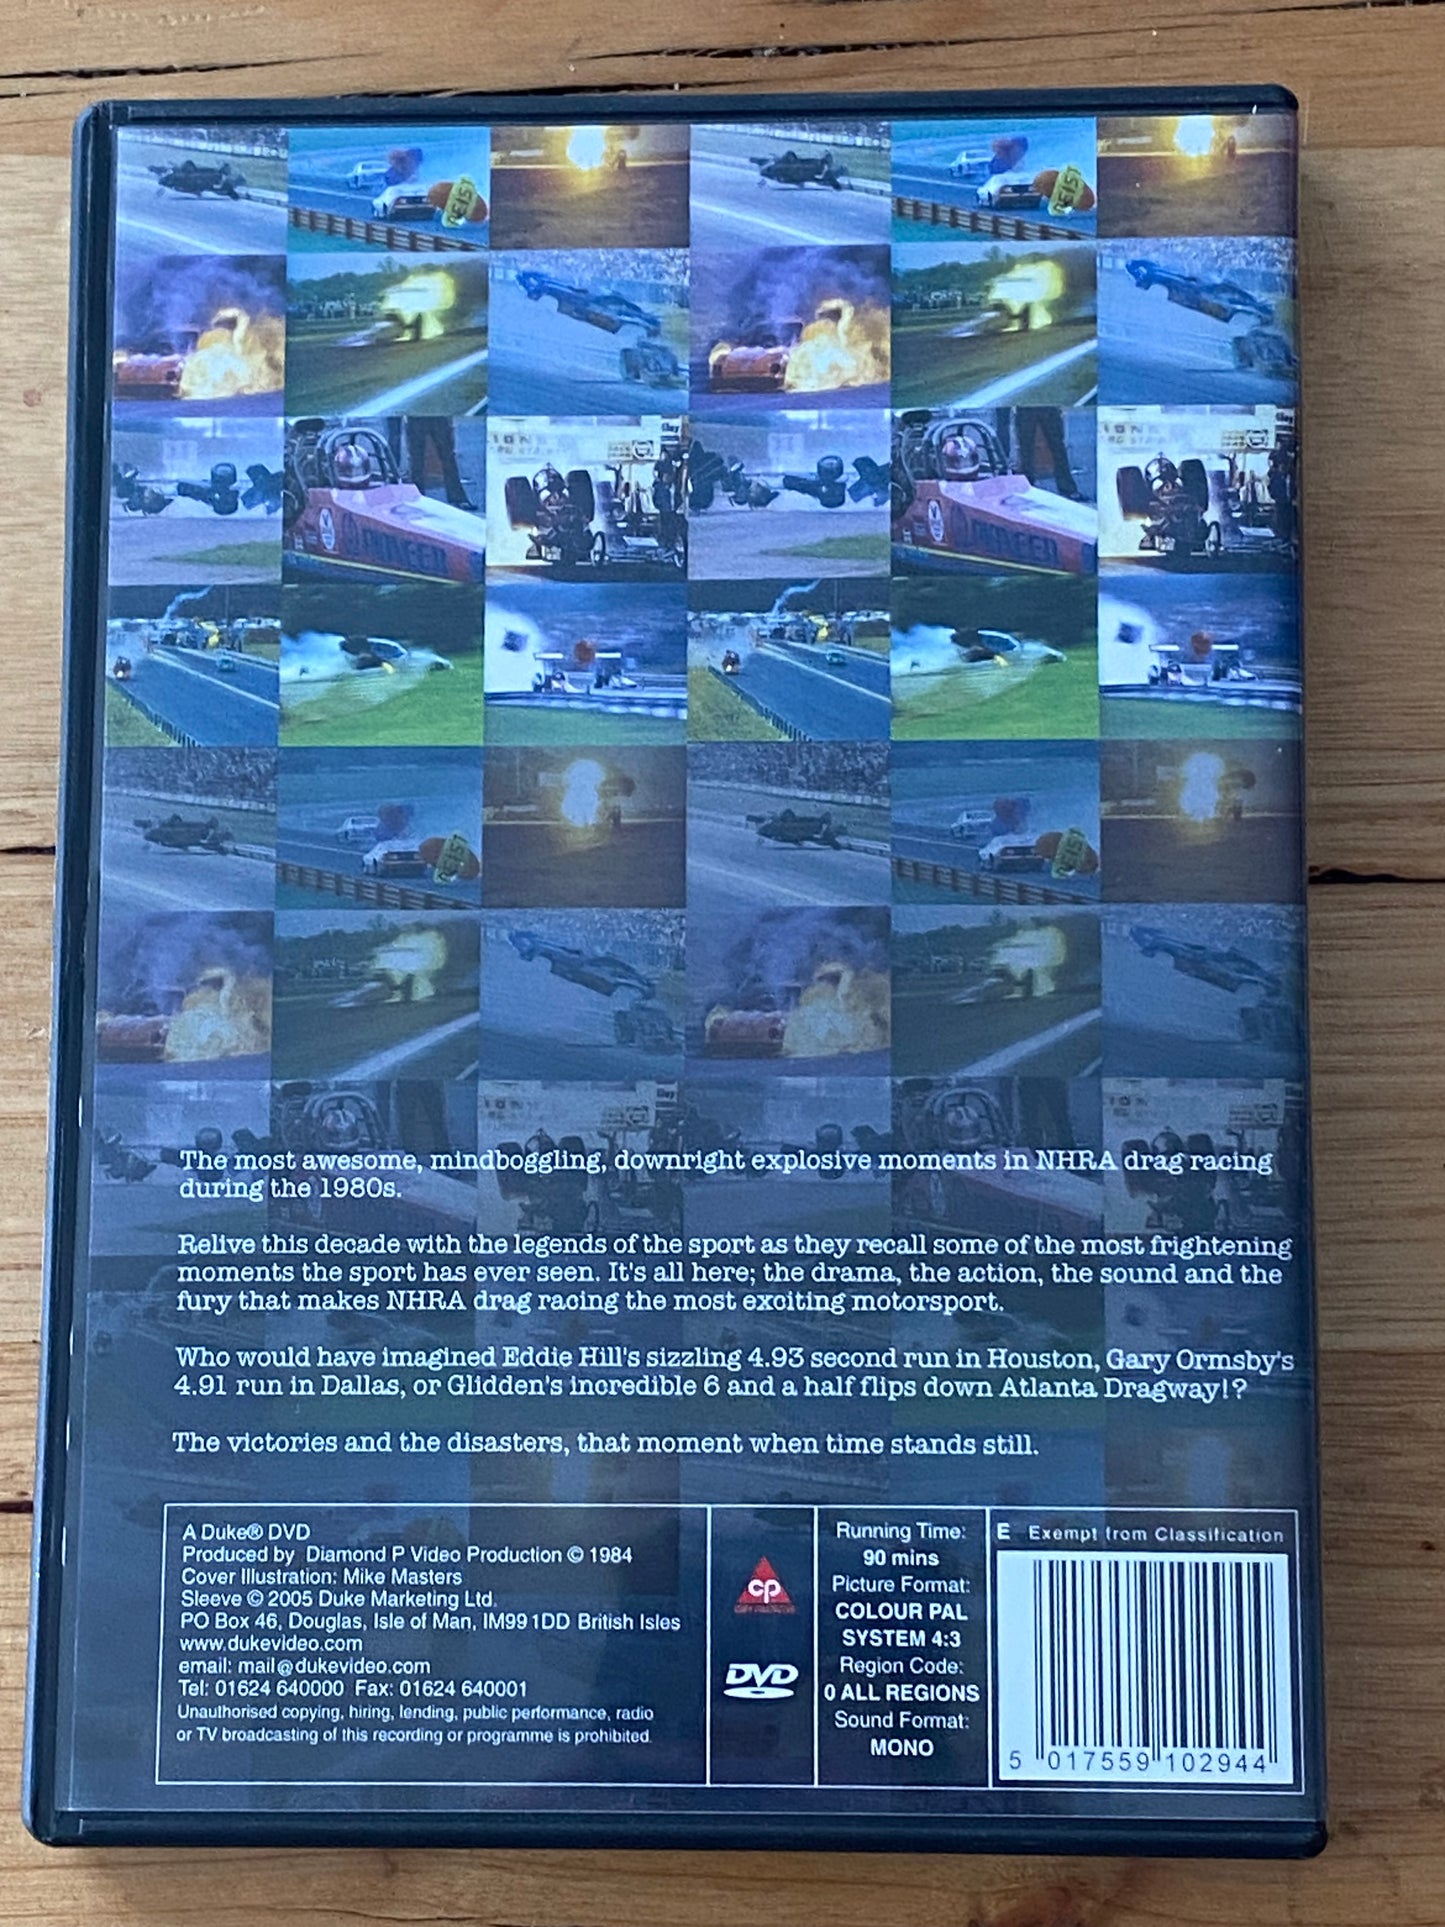 PIONEER
The most awesome, mindboggling, downright explosive moments in NHRA drag racing
during the 1980s.
Relive this decade with the legends of the sport as they recall some of the most frightening
moments the sport has ever seen. It's all here; the drama, the action, the sound and the
fury that makes NHRA drag racing the most exciting motorsport.
Who would have imagined Eddie Hill's sizzling 4.93 second run in Houston, Gary Ormsby's
4.91 run in Dallas, or Glidden's incredible 6 and a half flips down Atlanta Dragway!?
The victories and the disasters, that moment when time stands still.
A Duke® DVD
Produced by Diamond P Video Production © 1984
Cover Illustration: Mike Masters
Sleeve © 2005 Duke Marketing Ltd.
PO Box 46, Douglas, Isle of Man, IM99 1DD British Isles
www.dukevideo.com
email: mail@dukevideo.com
Tel: 01624 640000 Fax: 01624 640001
Unauthorised copying, hiring, lending, public performance, radio
or TV broadcasting of this recording or programme is prohibited.
cp
DVD
Running Time:
90 mins
Picture Format:
COLOUR PAL
SYSTEM 4:3
Region Code:
0 ALL REGIONS
Sound Format:
MONO
E Exempt from Classification
5 017559 102944